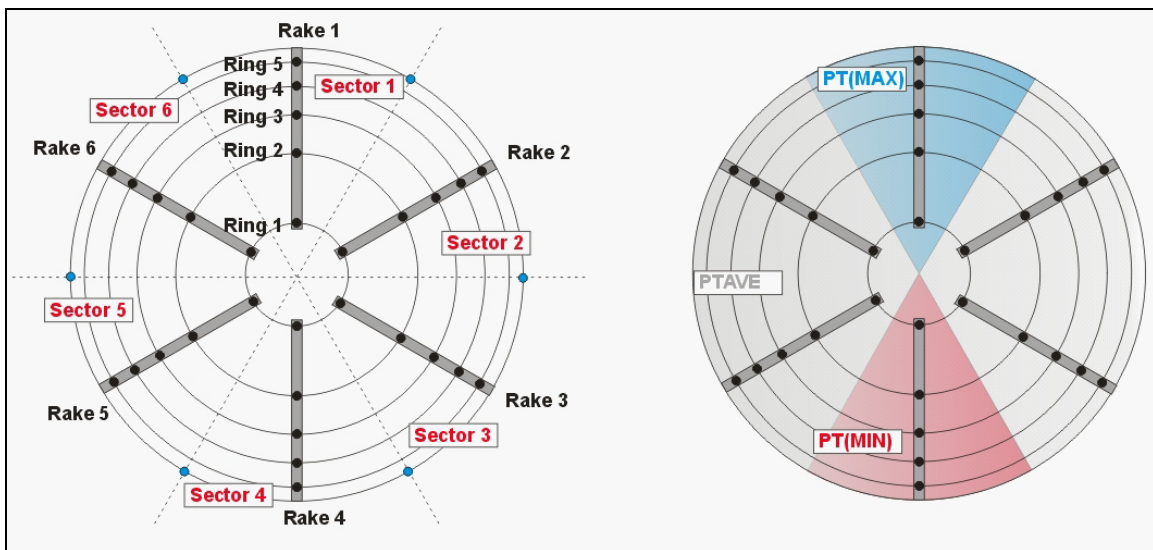 Rake 1
Ring 5
Sector 1
Ring 4
Sector 6
Ring 3
Rake 6
Ring 2
Rake 2
Ring 1
Sector 2
Sector 5
Rake 5
Rake 3
Sector 3
Sector 4
Rake 4
PT(MAX)
PTAVE
PT(MIN)